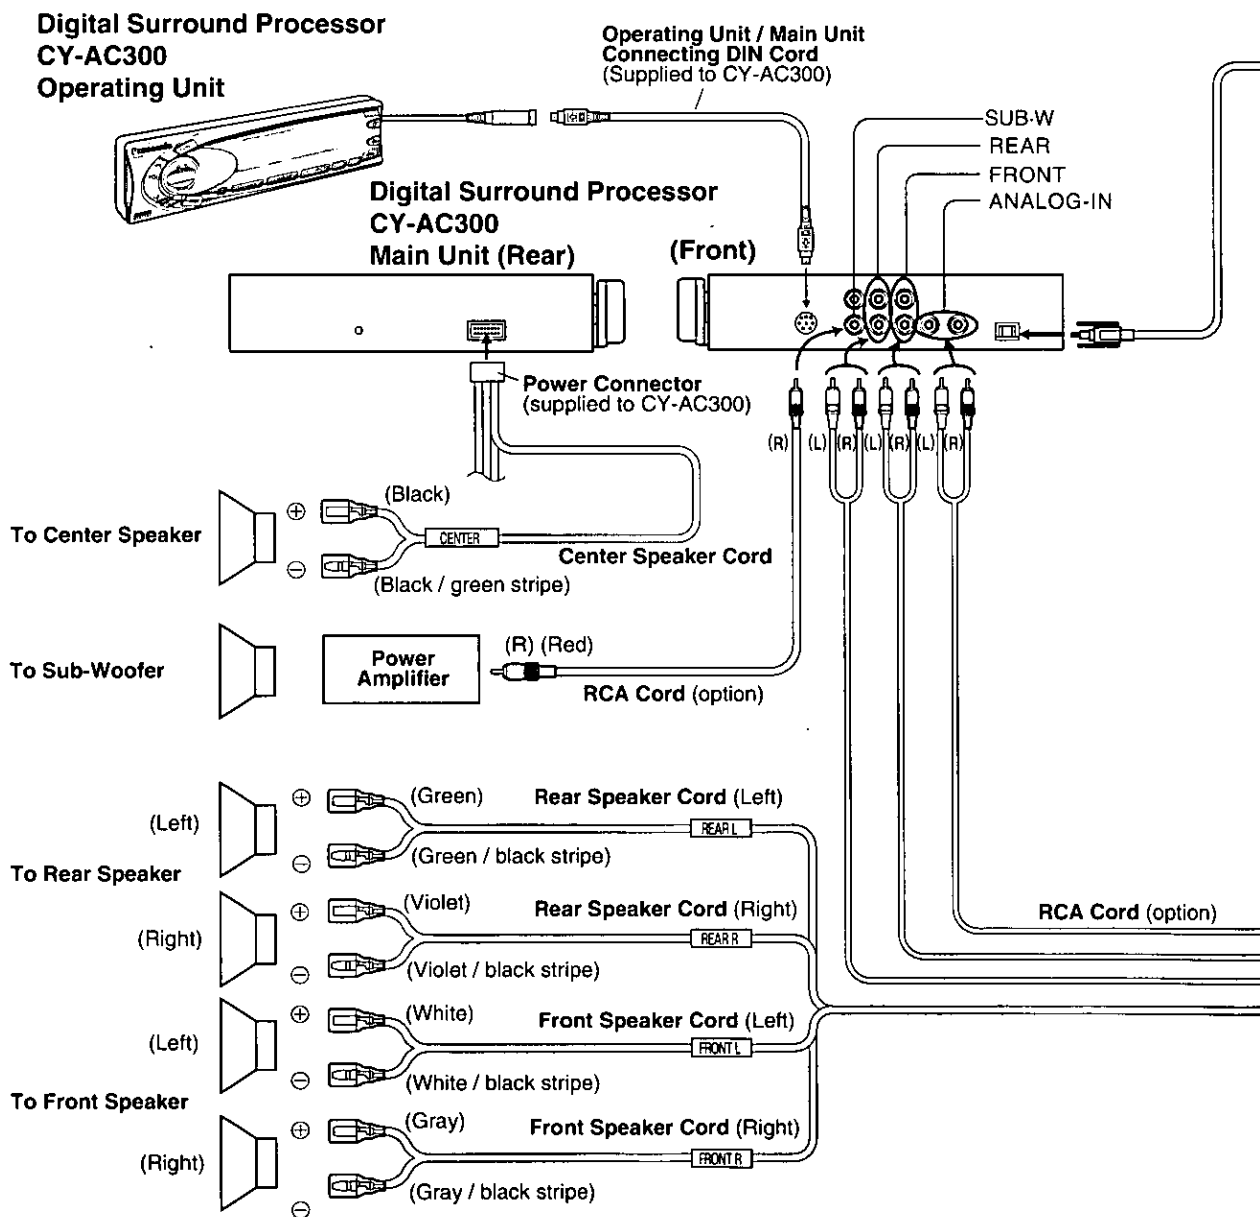 Digital Surround Processor
CY-AC300
Operating Unit
Operating Unit / Main Unit
Connecting DIN Cord
(Supplied to CY-AC300)
SUB-W
REAR
FRONT
ANALOG-IN
Digital Surround Processor
CY-AC300
Main Unit (Rear)
(Front)
Power Connector
(supplied to CY-AC300)
(R) (L) (R) (L) (R) (L) (R)
To Center Speaker
⊕
(Black)
CENTER
Center Speaker Cord
⊖
(Black / green stripe)
To Sub-Woofer
Power
Amplifier
(R) (Red)
RCA Cord (option)
To Rear Speaker
(Left)
⊕
(Green)
Rear Speaker Cord (Left)
REAR L
⊖
(Green / black stripe)
(Right)
⊕
(Violet)
Rear Speaker Cord (Right)
REAR R
⊖
(Violet / black stripe)
RCA Cord (option)
To Front Speaker
(Left)
⊕
(White)
Front Speaker Cord (Left)
FRONT L
⊖
(White / black stripe)
(Right)
⊕
(Gray)
Front Speaker Cord (Right)
FRONT R
⊖
(Gray / black stripe)